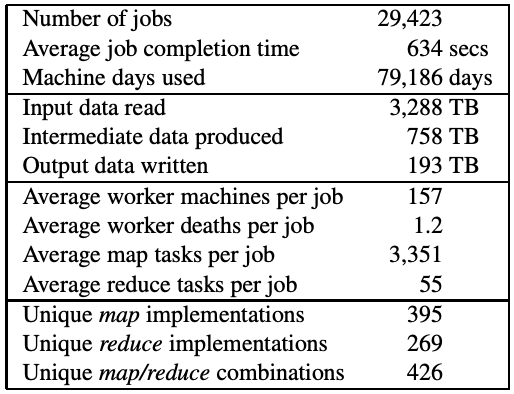 Number of jobs 29,423
Average job completion time 634 secs
Machine days used 79,186 days
Input data read 3,288 TB
Intermediate data produced 758 TB
Output data written 193 TB
Average worker machines per job 157
Average worker deaths per job 1.2
Average map tasks per job 3,351
Average reduce tasks per job 55
Unique map implementations 395
Unique reduce implementations 269
Unique map/reduce combinations 426